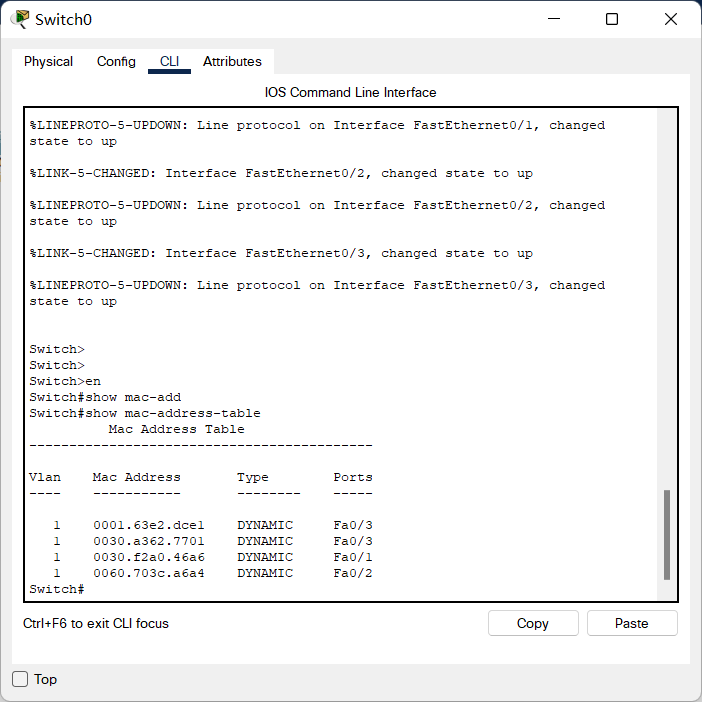 Switch0
Physical Config CLI Attributes
IOS Command Line Interface
%LINEPROTO-5-UPDOWN: Line protocol on Interface FastEthernet0/1, changed
state to up
%LINK-5-CHANGED: Interface FastEthernet0/2, changed state to up
%LINEPROTO-5-UPDOWN: Line protocol on Interface FastEthernet0/2, changed
state to up
%LINK-5-CHANGED: Interface FastEthernet0/3, changed state to up
%LINEPROTO-5-UPDOWN: Line protocol on Interface FastEthernet0/3, changed
state to up
Switch>
Switch>
Switch>en
Switch#show mac-add
Switch#show mac-address-table
Mac Address Table
-------------------------------------------
Vlan    Mac Address       Type        Ports
----    -----------       --------    -----
1    0001.63e2.dce1    DYNAMIC     Fa0/3
1    0030.a362.7701    DYNAMIC     Fa0/3
1    0030.f2a0.46a6    DYNAMIC     Fa0/1
1    0060.703c.a6a4    DYNAMIC     Fa0/2
Switch#
Ctrl+F6 to exit CLI focus
Copy Paste
Top